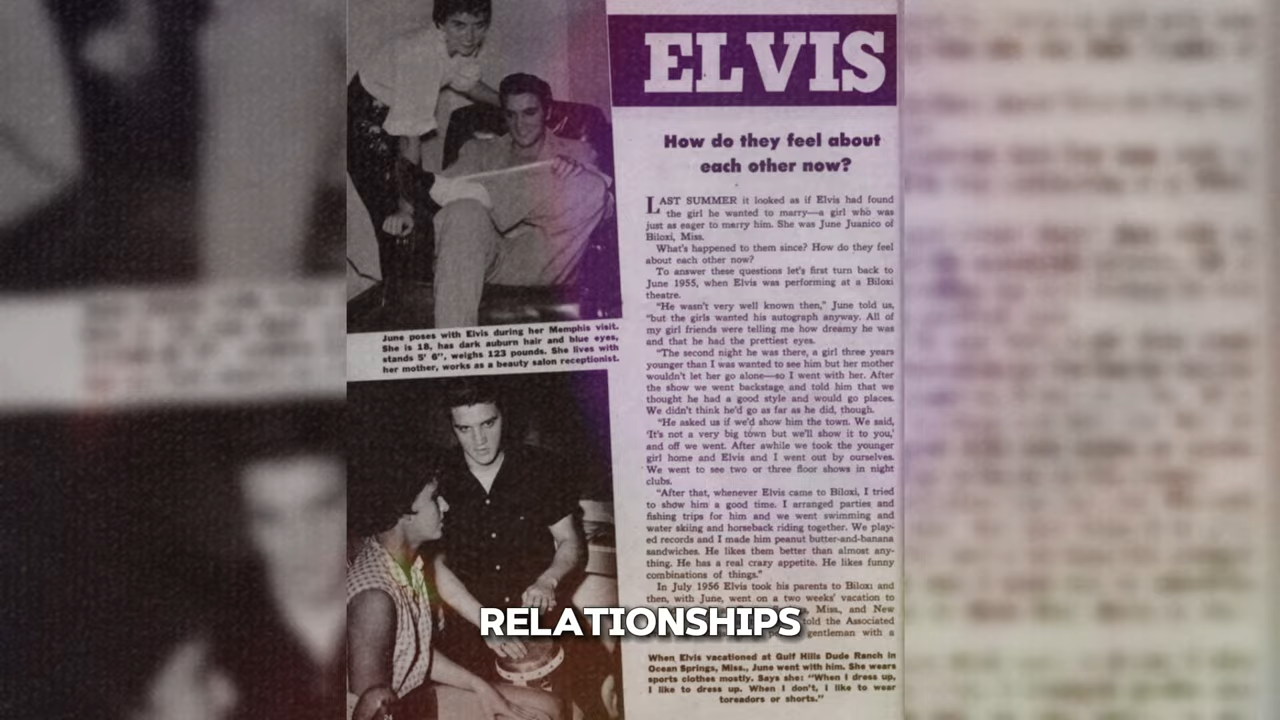 June poses with Elvis during her Memphis visit.
She is 18, has dark auburn hair and blue eyes,
stands 5' 6", weighs 123 pounds. She lives with
her mother, works as a beauty salon receptionist.
ELVIS
How do they feel about
each other now?
LAST SUMMER it looked as if Elvis had found
the girl he wanted to marry—a girl who was
just as eager to marry him. She was June Juanico of
Biloxi, Miss.
What's happened to them since? How do they feel
about each other now?
To answer these questions let's first turn back to
June 1955, when Elvis was performing at a Biloxi
theatre.
"He wasn't very well known then," June told us,
"but the girls wanted his autograph anyway. All of
my girl friends were telling me how dreamy he was
and that he had the prettiest eyes.
"The second night he was there, a girl three years
younger than I was wanted to see him but her mother
wouldn't let her go alone—so I went with her. After
the show we went backstage and told him that we
thought he had a good style and would go places.
We didn't think he'd go as far as he did, though.
"He asked us if we'd show him the town. We said,
'It's not a very big town but we'll show it to you,'
and off we went. After awhile we took the younger
girl home and Elvis and I went out by ourselves.
We went to see two or three floor shows in night
clubs.
"After that, whenever Elvis came to Biloxi, I tried
to show him a good time. I arranged parties and
fishing trips for him and we went swimming and
water skiing and horseback riding together. We play-
ed records and I made him peanut butter-and-banana
sandwiches. He likes them better than almost any-
thing. He has a real crazy appetite. He likes funny
combinations of things."
In July 1956 Elvis took his parents to Biloxi and
then, with June, went on a two weeks' vacation to
Miss., and New
told the Associated
gentleman with a
RELATIONSHIPS
When Elvis vacationed at Gulf Hills Dude Ranch in
Ocean Springs, Miss., June went with him. She wears
sports clothes mostly. Says she: "When I dress up,
I like to dress up. When I don't, I like to wear
toreadors or shorts."